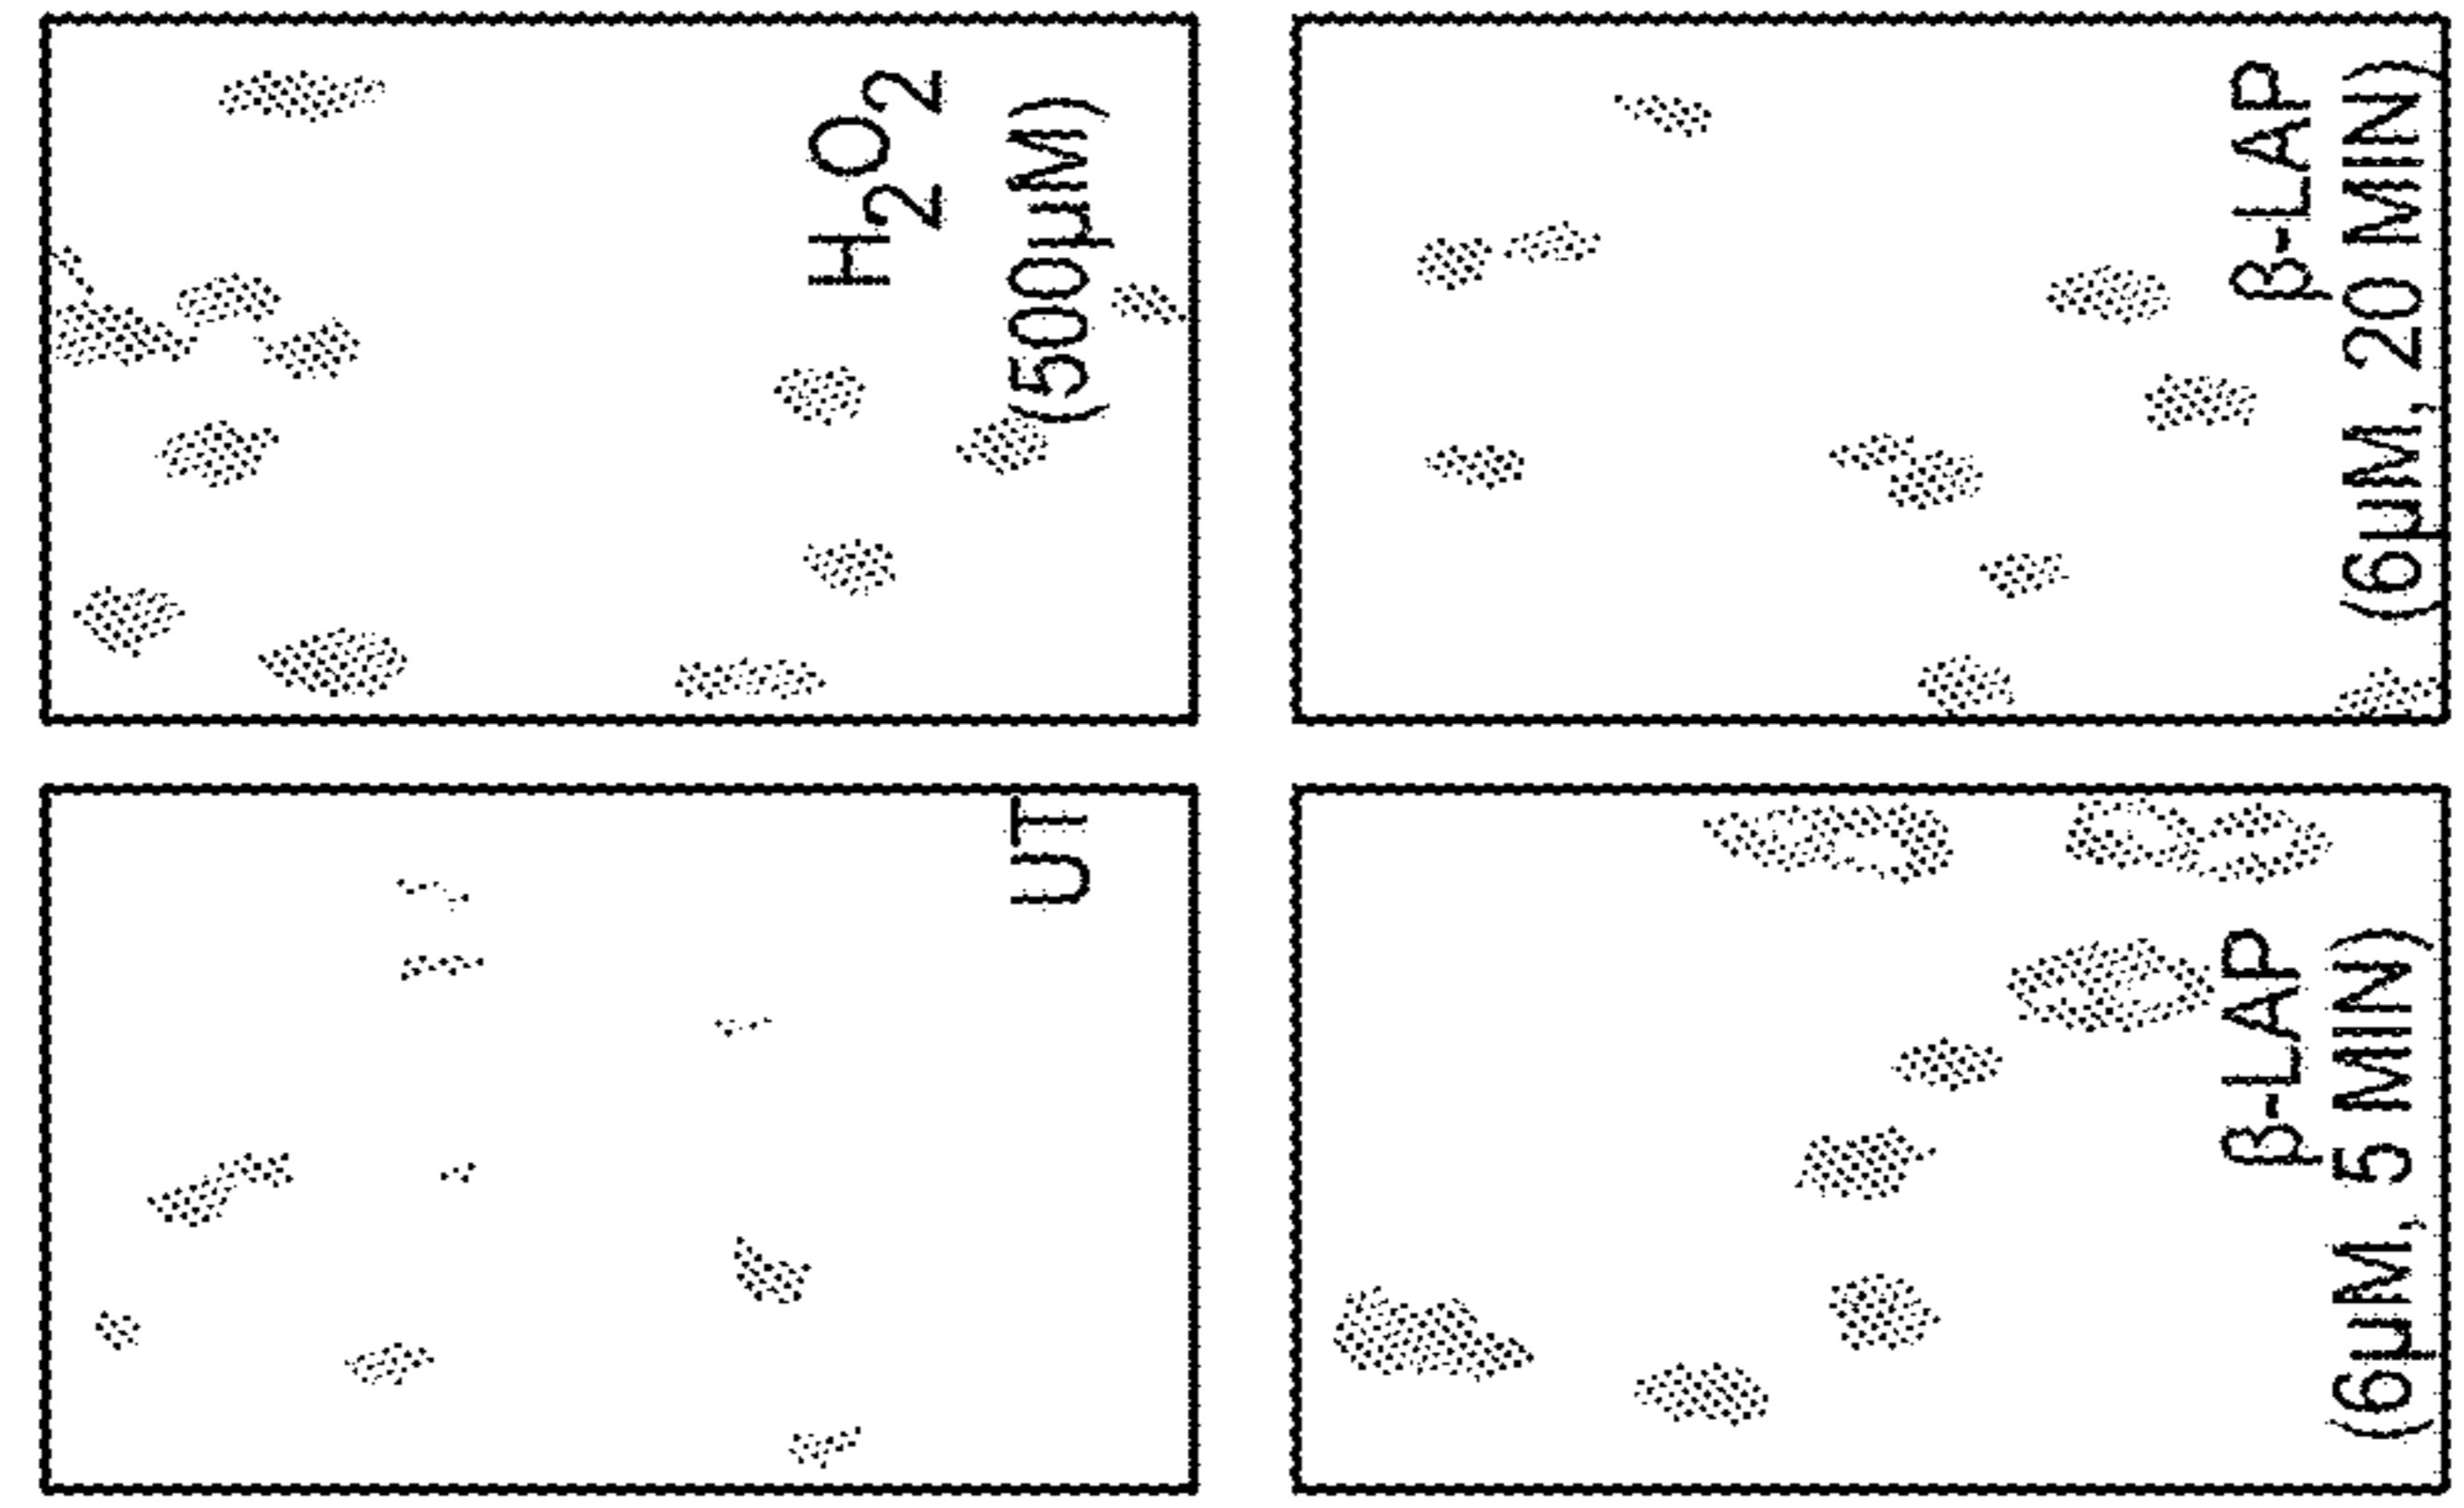 UT
H2O2
(500µM)
β-LAP
(6µM, 5 MIN)
β-LAP
(6µM, 20 MIN)